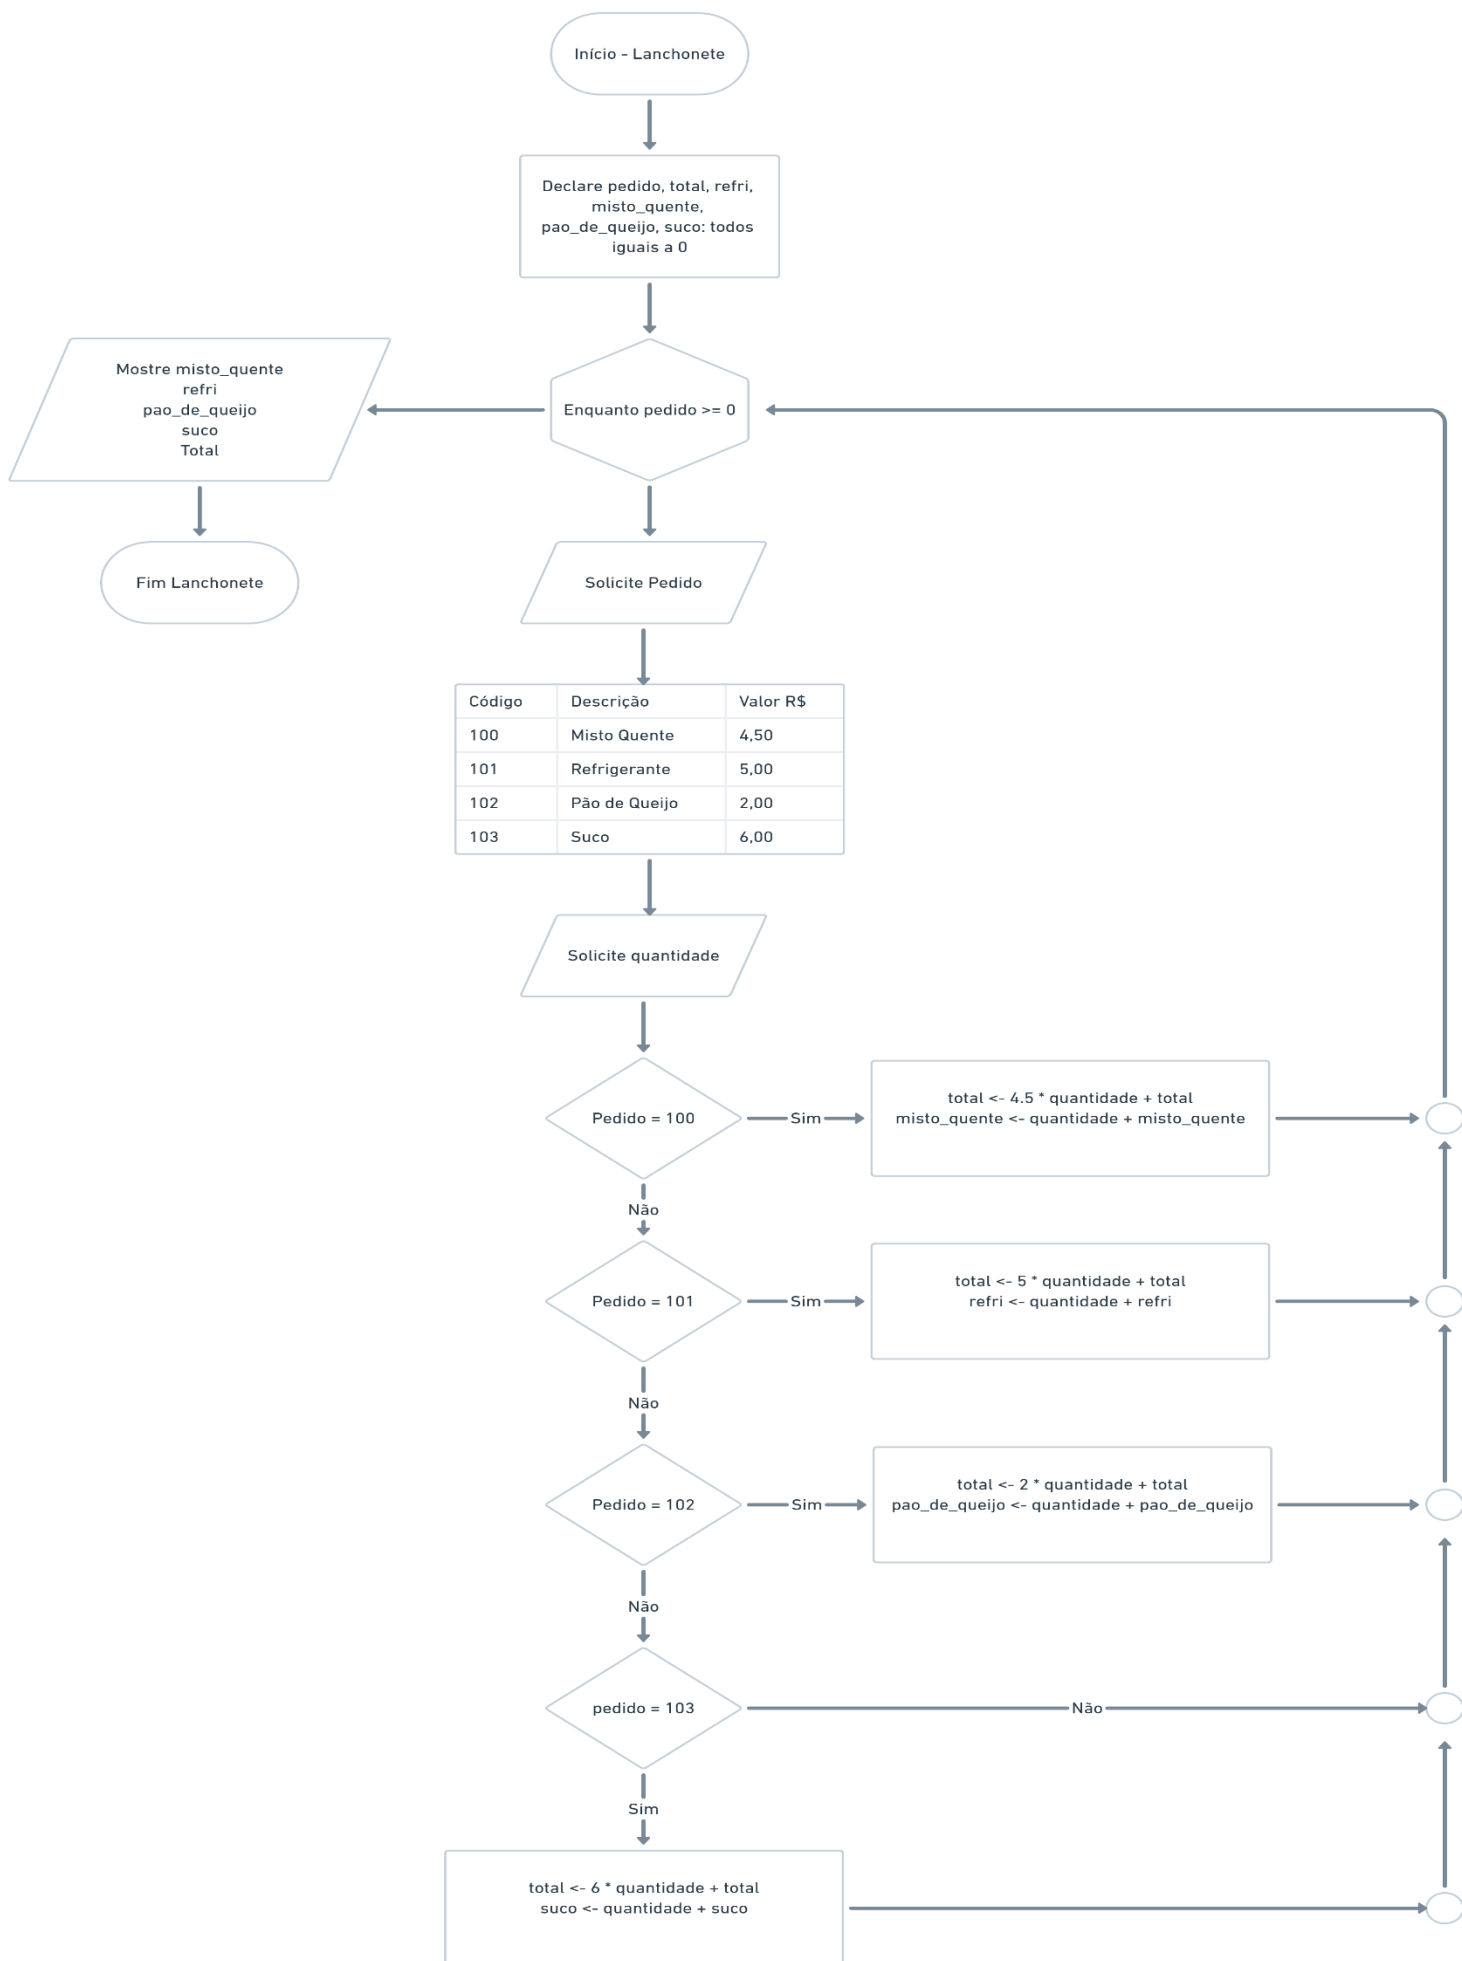 Início - Lanchonete
Declare pedido, total, refri,
misto_quente,
pao_de_queijo, suco: todos
iguais a 0
Mostre misto_quente
refri
pao_de_queijo
suco
Total
Enquanto pedido >= 0
Fim Lanchonete
Solicite Pedido
Código Descrição Valor R$
100 Misto Quente 4,50
101 Refrigerante 5,00
102 Pão de Queijo 2,00
103 Suco 6,00
Solicite quantidade
Pedido = 100
Sim
total <- 4.5 * quantidade + total
misto_quente <- quantidade + misto_quente
Não
Pedido = 101
Sim
total <- 5 * quantidade + total
refri <- quantidade + refri
Não
Pedido = 102
Sim
total <- 2 * quantidade + total
pao_de_queijo <- quantidade + pao_de_queijo
Não
pedido = 103
Não
Sim
total <- 6 * quantidade + total
suco <- quantidade + suco